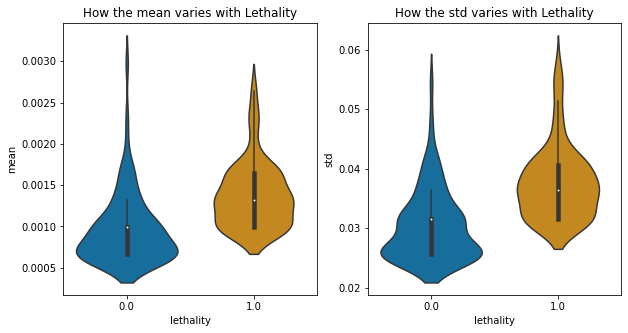 How the mean varies with Lethality
mean
0.0030
0.0025
0.0020
0.0015
0.0010
0.0005
0.0
1.0
lethality
How the std varies with Lethality
std
0.06
0.05
0.04
0.03
0.02
0.0
1.0
lethality